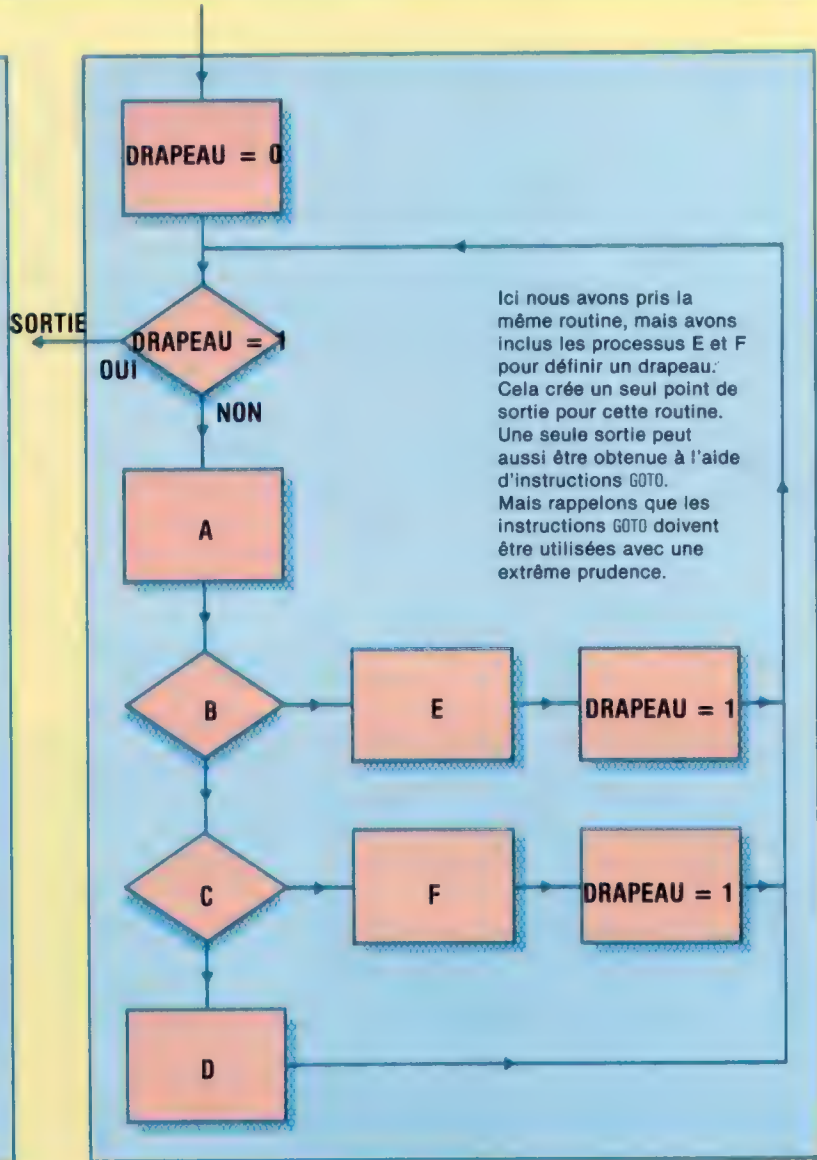 DRAPEAU = 0
SORTIE
DRAPEAU = 1
OUI
NON
Ici nous avons pris la
même routine, mais avons
inclus les processus E et F
pour définir un drapeau.
Cela crée un seul point de
sortie pour cette routine.
Une seule sortie peut
aussi être obtenue à l'aide
d'instructions GOTO.
Mais rappelons que les
instructions GOTO doivent
être utilisées avec une
extrême prudence.
A
B
E
DRAPEAU = 1
C
F
DRAPEAU = 1
D